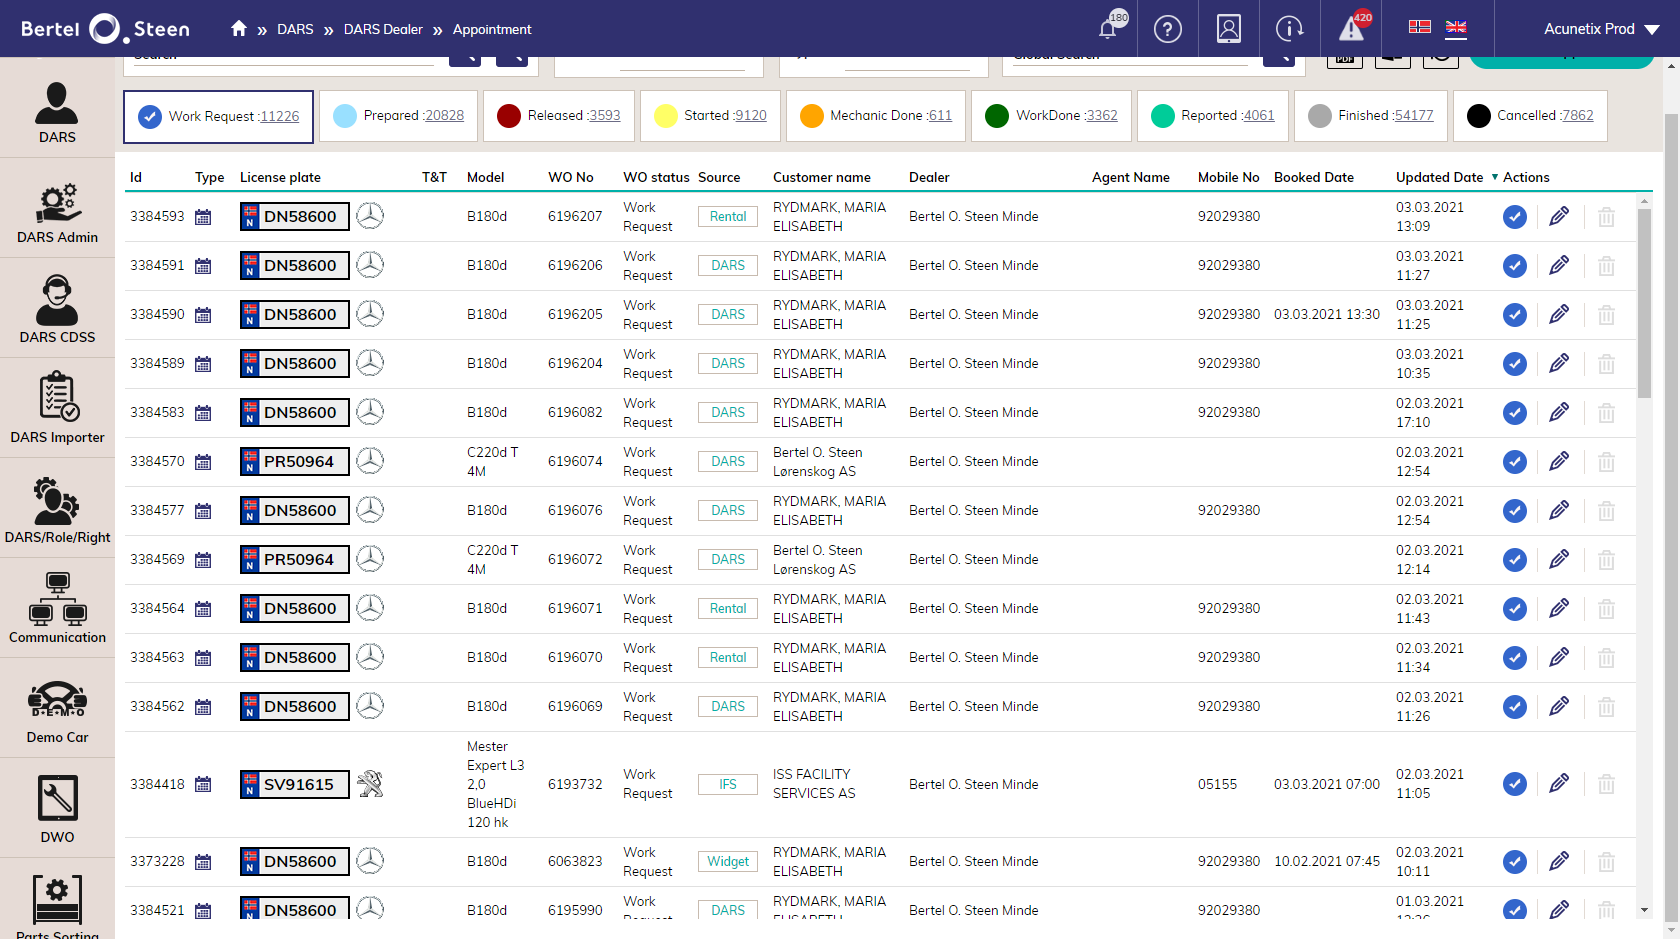 Bertel O. Steen
» DARS » DARS Dealer » Appointment
180
?
i
420
Acunetix Prod
Search
Global Search
PDF
Work Request :11226
Prepared :20828
Released :3593
Started :9120
Mechanic Done :611
WorkDone :3362
Reported :4061
Finished :54177
Cancelled :7862
DARS
DARS Admin
DARS CDSS
DARS Importer
DARS/Role/Right
Communication
D•E•M•O
Demo Car
DWO
Parts Sorting
Id Type License plate T&T Model WO No WO status Source Customer name Dealer Agent Name Mobile No Booked Date Updated Date ▼ Actions
3384593 N DN58600 B180d 6196207 Work Request Rental RYDMARK, MARIA ELISABETH Bertel O. Steen Minde 92029380 03.03.2021 13:09
3384591 N DN58600 B180d 6196206 Work Request DARS RYDMARK, MARIA ELISABETH Bertel O. Steen Minde 92029380 03.03.2021 11:27
3384590 N DN58600 B180d 6196205 Work Request DARS RYDMARK, MARIA ELISABETH Bertel O. Steen Minde 92029380 03.03.2021 13:30 03.03.2021 11:25
3384589 N DN58600 B180d 6196204 Work Request DARS RYDMARK, MARIA ELISABETH Bertel O. Steen Minde 92029380 03.03.2021 10:35
3384583 N DN58600 B180d 6196082 Work Request DARS RYDMARK, MARIA ELISABETH Bertel O. Steen Minde 92029380 02.03.2021 17:10
3384570 N PR50964 C220d T 4M 6196074 Work Request DARS Bertel O. Steen Lørenskog AS Bertel O. Steen Minde 02.03.2021 12:54
3384577 N DN58600 B180d 6196076 Work Request DARS RYDMARK, MARIA ELISABETH Bertel O. Steen Minde 92029380 02.03.2021 12:54
3384569 N PR50964 C220d T 4M 6196072 Work Request DARS Bertel O. Steen Lørenskog AS Bertel O. Steen Minde 02.03.2021 12:14
3384564 N DN58600 B180d 6196071 Work Request Rental RYDMARK, MARIA ELISABETH Bertel O. Steen Minde 92029380 02.03.2021 11:43
3384563 N DN58600 B180d 6196070 Work Request Rental RYDMARK, MARIA ELISABETH Bertel O. Steen Minde 92029380 02.03.2021 11:34
3384562 N DN58600 B180d 6196069 Work Request DARS RYDMARK, MARIA ELISABETH Bertel O. Steen Minde 92029380 02.03.2021 11:26
3384418 N SV91615 Mester Expert L3 2,0 BlueHDi 120 hk 6193732 Work Request IFS ISS FACILITY SERVICES AS Bertel O. Steen Minde 05155 03.03.2021 07:00 02.03.2021 11:05
3373228 N DN58600 B180d 6063823 Work Request Widget RYDMARK, MARIA ELISABETH Bertel O. Steen Minde 92029380 10.02.2021 07:45 02.03.2021 10:11
3384521 N DN58600 B180d 6195990 Work Request DARS RYDMARK, MARIA ELISABETH Bertel O. Steen Minde 92029380 01.03.2021